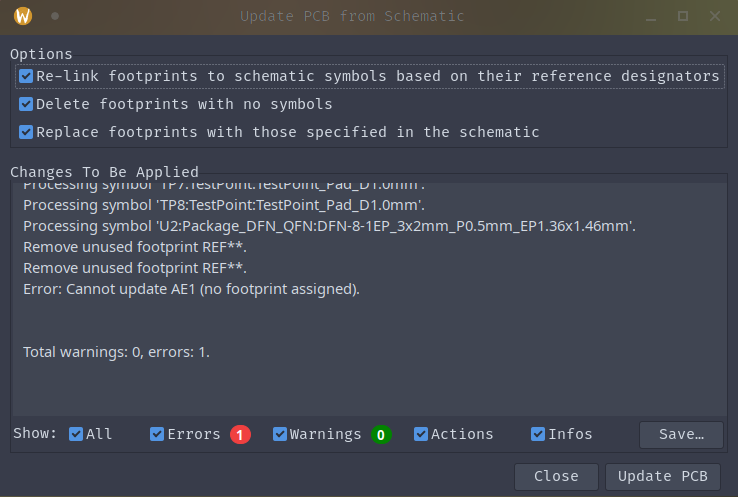 Update PCB from Schematic
Options
Re-link footprints to schematic symbols based on their reference designators
Delete footprints with no symbols
Replace footprints with those specified in the schematic
Changes To Be Applied
Processing symbol 'TP7:TestPoint:TestPoint_Pad_D1.0mm'.
Processing symbol 'TP8:TestPoint:TestPoint_Pad_D1.0mm'.
Processing symbol 'U2:Package_DFN_QFN:DFN-8-1EP_3x2mm_P0.5mm_EP1.36x1.46mm'.
Remove unused footprint REF**.
Remove unused footprint REF**.
Error: Cannot update AE1 (no footprint assigned).
Total warnings: 0, errors: 1.
Show: All Errors 1 Warnings 0 Actions Infos Save…
Close Update PCB